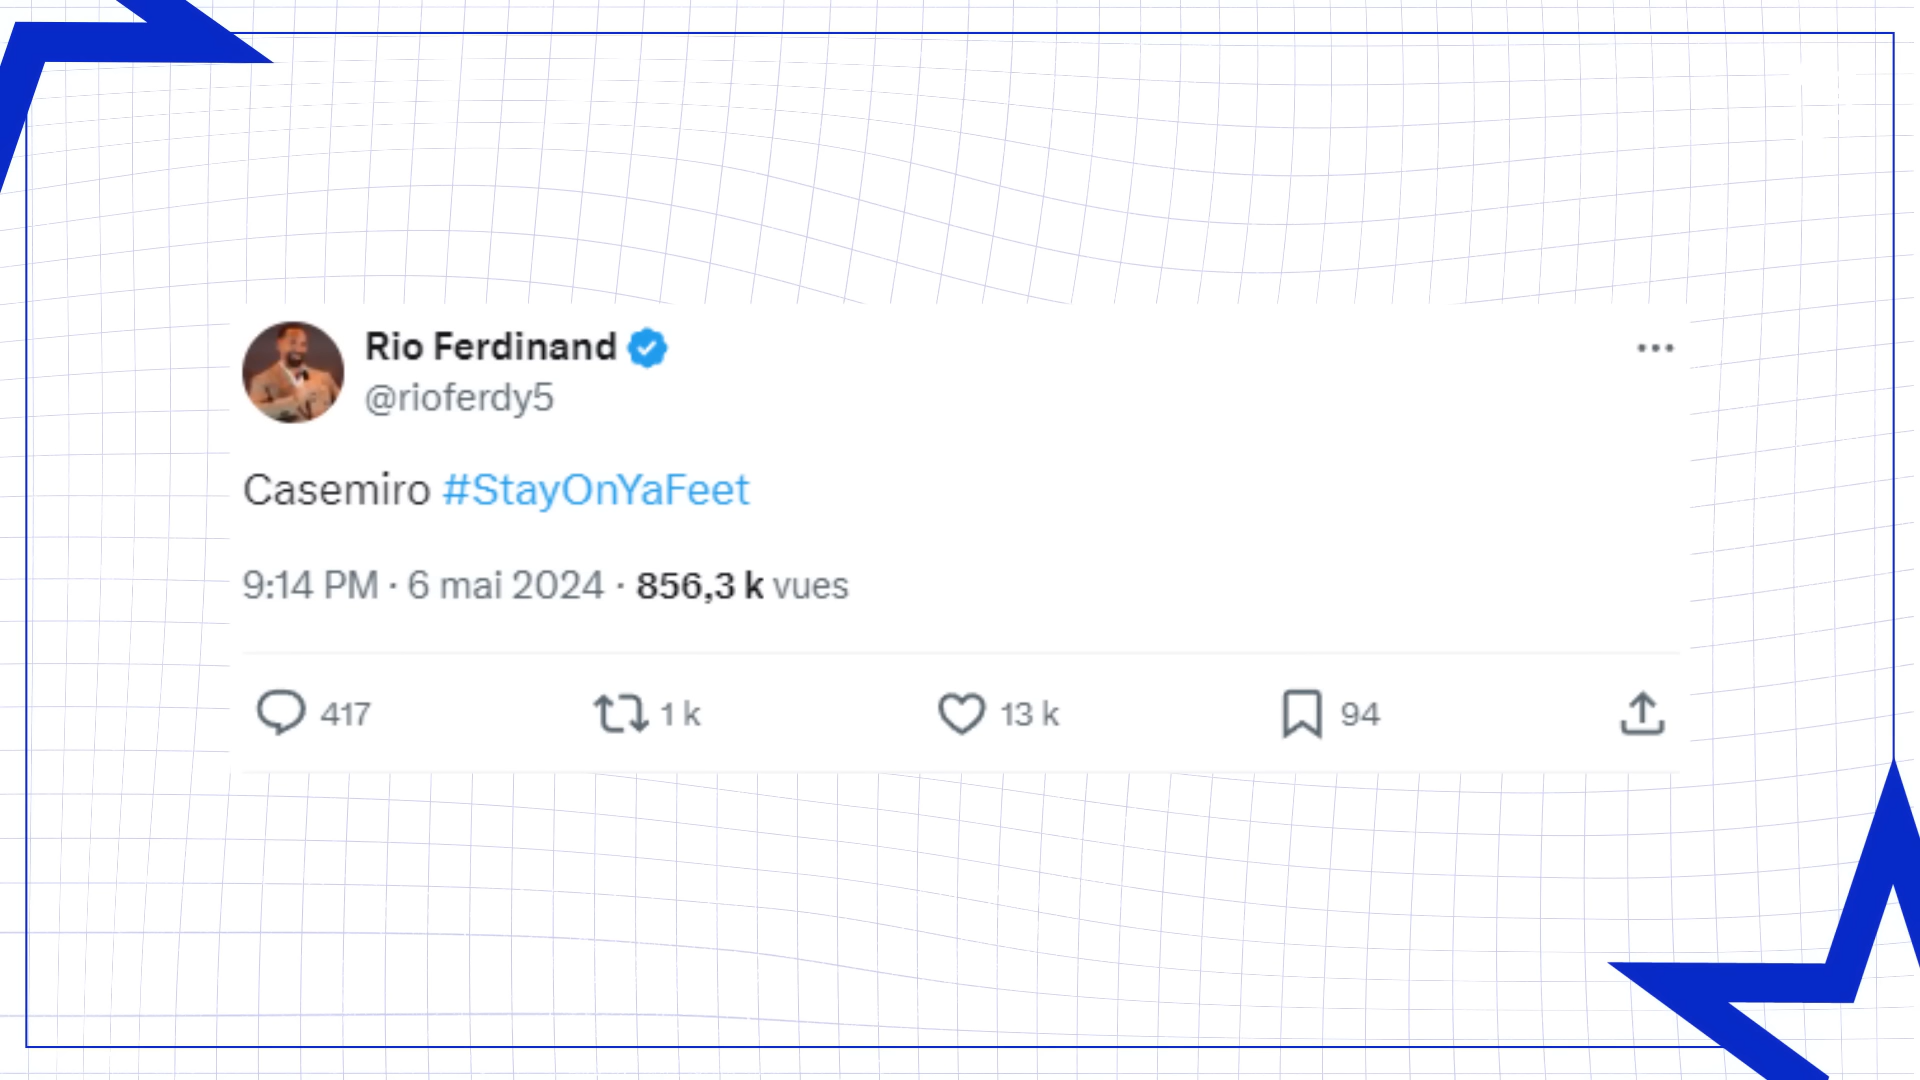 Rio Ferdinand
@rioferdy5
Casemiro #StayOnYaFeet
9:14 PM · 6 mai 2024 · 856,3 k vues
417 1 k 13 k 94